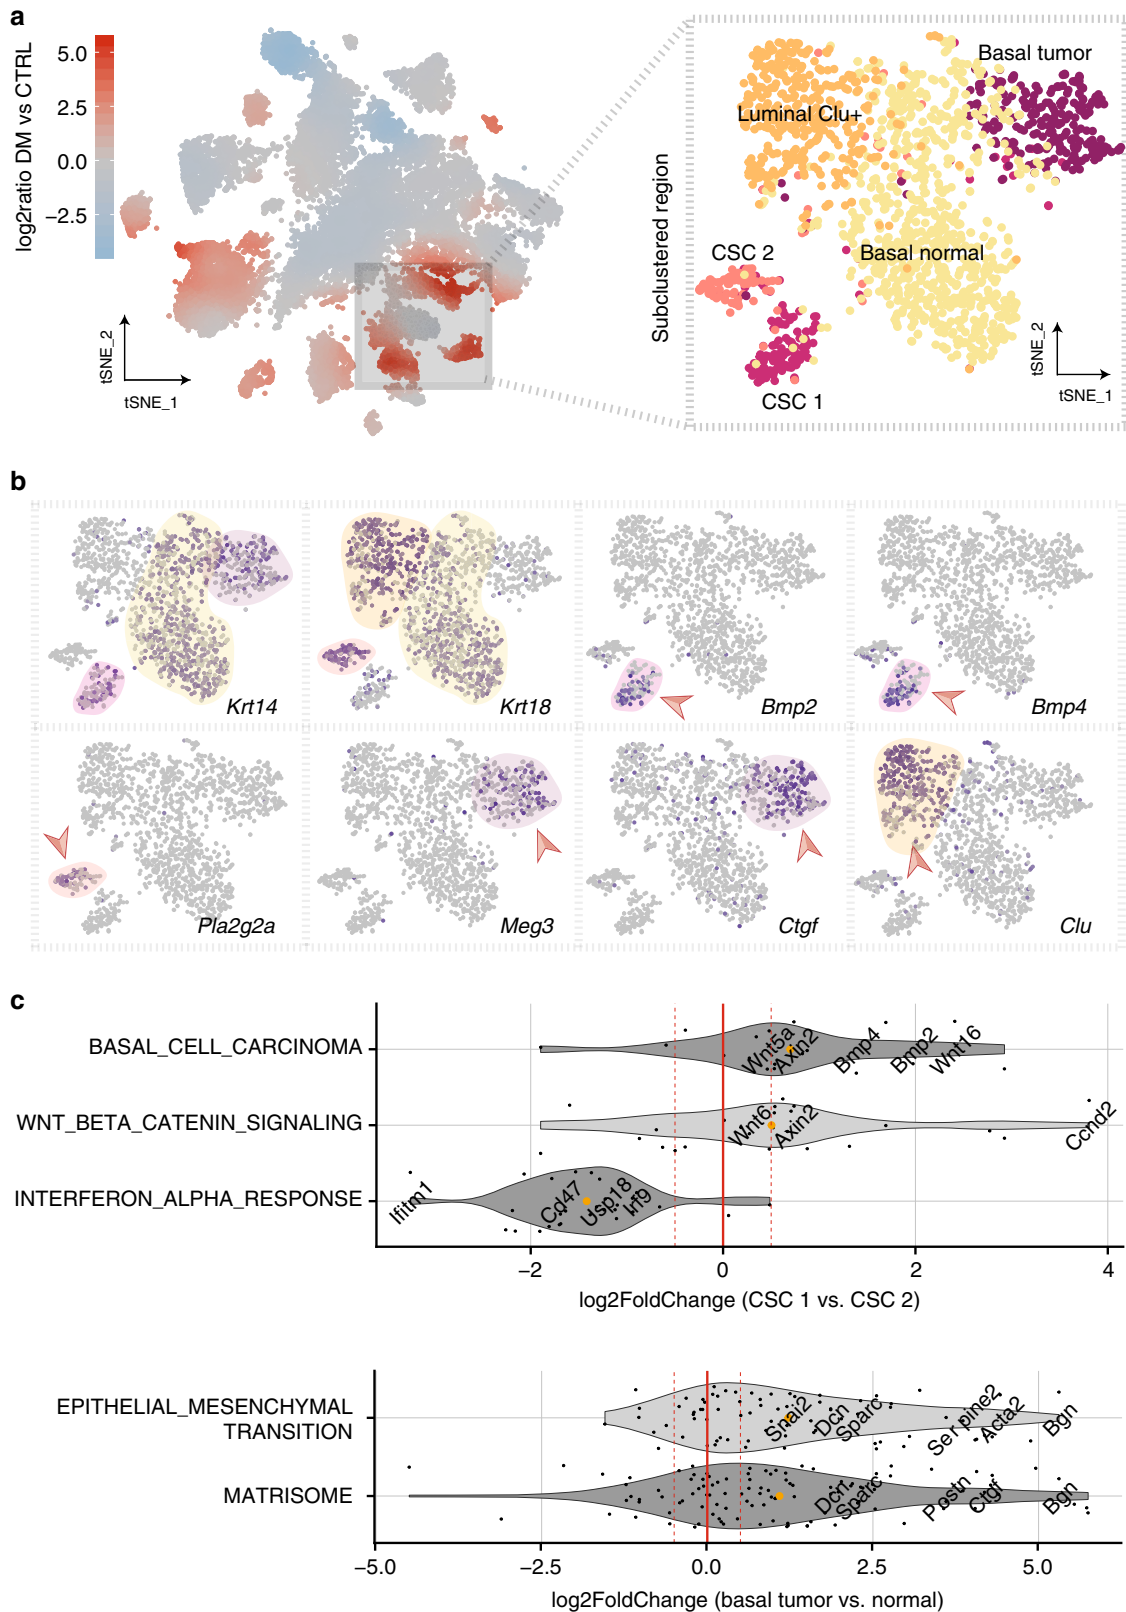 a
log2ratio DM vs CTRL
5.0
2.5
0.0
−2.5
tSNE_2
tSNE_1
Subclustered region
Basal tumor
Luminal Clu+
CSC 2
Basal normal
CSC 1
tSNE_2
tSNE_1
b
Krt14
Krt18
Bmp2
Bmp4
Pla2g2a
Meg3
Ctgf
Clu
c
BASAL_CELL_CARCINOMA
Wnt5a
Axin2
Bmp4
Bmp2
Wnt16
WNT_BETA_CATENIN_SIGNALING
Wnt6
Axin2
Ccnd2
INTERFERON_ALPHA_RESPONSE
Ifitm1
Cd47
Usp18
Irf9
−2
0
2
4
log2FoldChange (CSC 1 vs. CSC 2)
EPITHELIAL_MESENCHYMAL
TRANSITION
Snai2
Dcn
Sparc
Serpine2
Acta2
Bgn
MATRISOME
Dcn
Sparc
Postn
Ctgf
Bgn
−5.0
−2.5
0.0
2.5
5.0
log2FoldChange (basal tumor vs. normal)